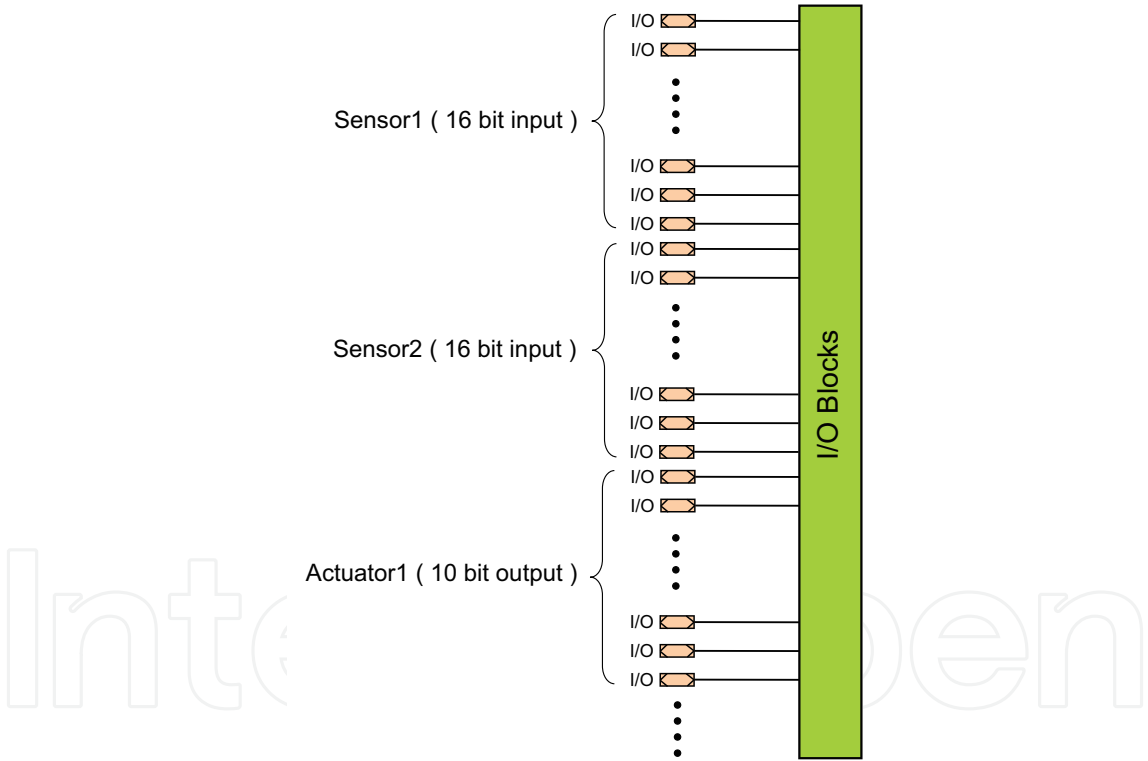 I/O
I/O
Sensor1 ( 16 bit input )
I/O
I/O
I/O
I/O
I/O
Sensor2 ( 16 bit input )
I/O
I/O
I/O
I/O
I/O
Actuator1 ( 10 bit output )
I/O
I/O
I/O
I/O Blocks